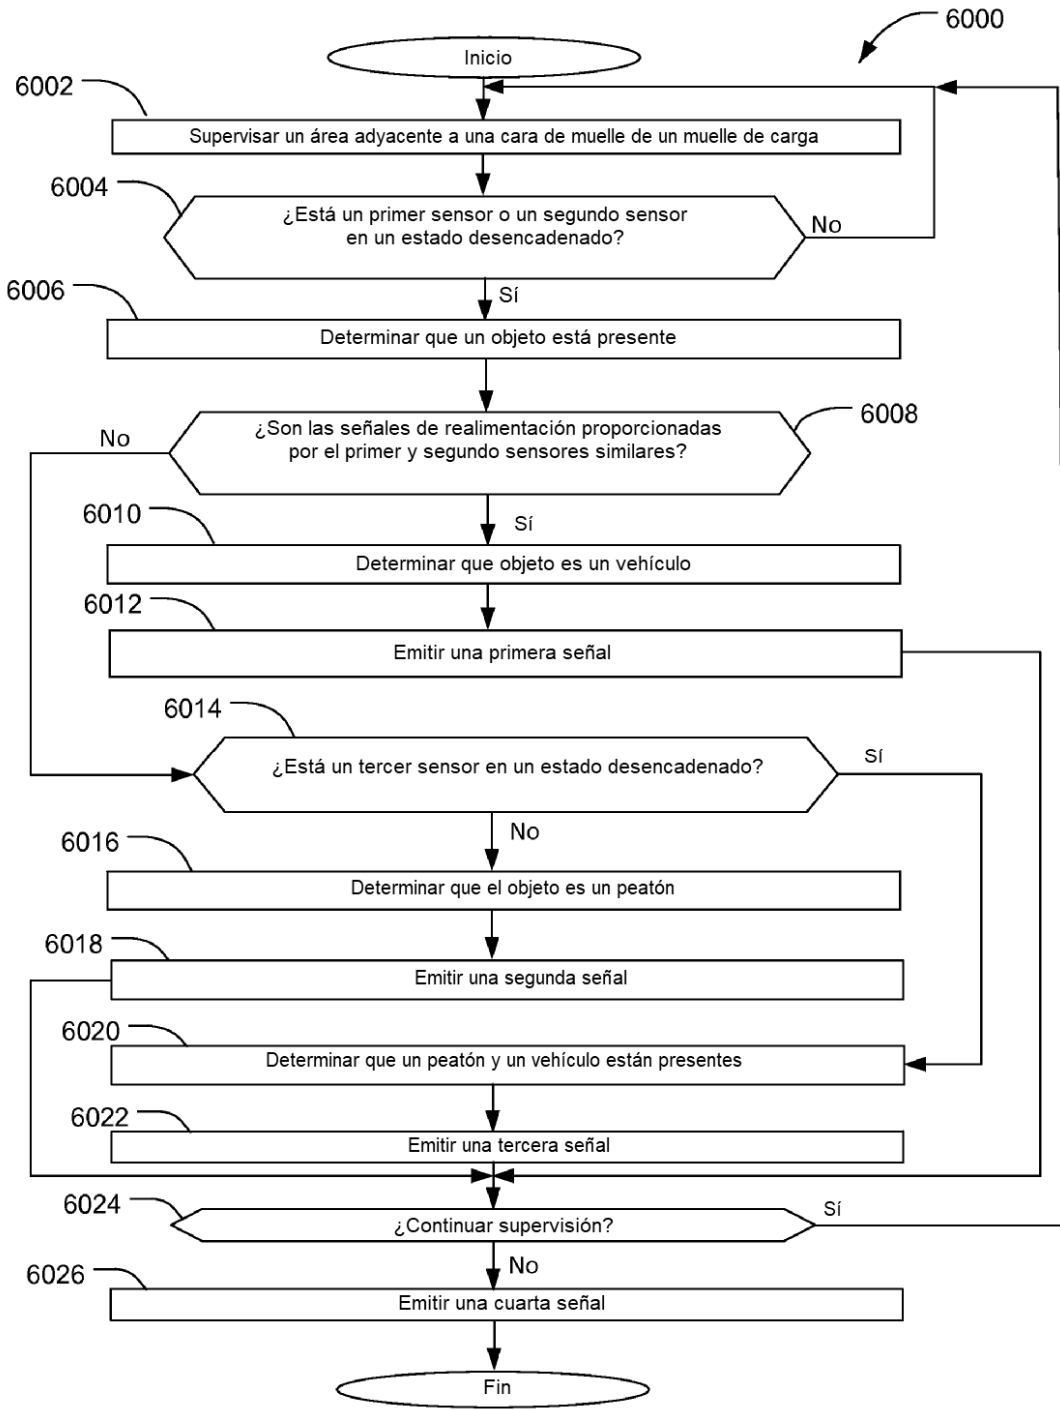 6000
Inicio
6002
Supervisar un área adyacente a una cara de muelle de un muelle de carga
6004
¿Está un primer sensor o un segundo sensor
en un estado desencadenado?
No
Sí
6006
Determinar que un objeto está presente
6008
¿Son las señales de realimentación proporcionadas
por el primer y segundo sensores similares?
No
Sí
6010
Determinar que objeto es un vehículo
6012
Emitir una primera señal
6014
¿Está un tercer sensor en un estado desencadenado?
Sí
No
6016
Determinar que el objeto es un peatón
6018
Emitir una segunda señal
6020
Determinar que un peatón y un vehículo están presentes
6022
Emitir una tercera señal
6024
¿Continuar supervisión?
Sí
No
6026
Emitir una cuarta señal
Fin